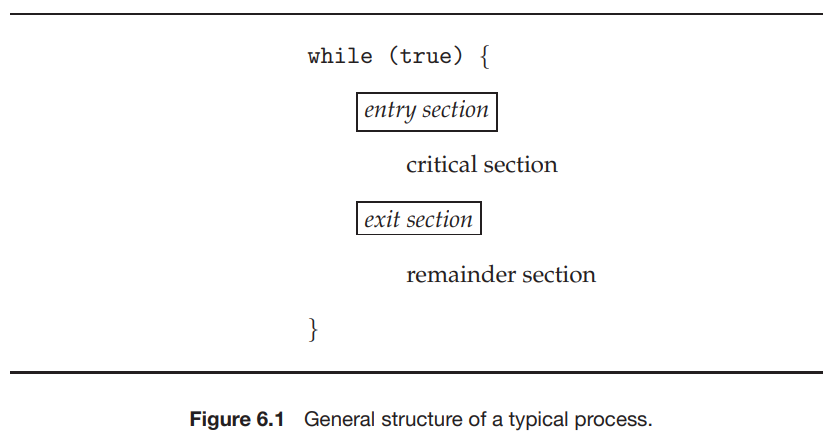 while (true) {
entry section
critical section
exit section
remainder section
}
Figure 6.1 General structure of a typical process.